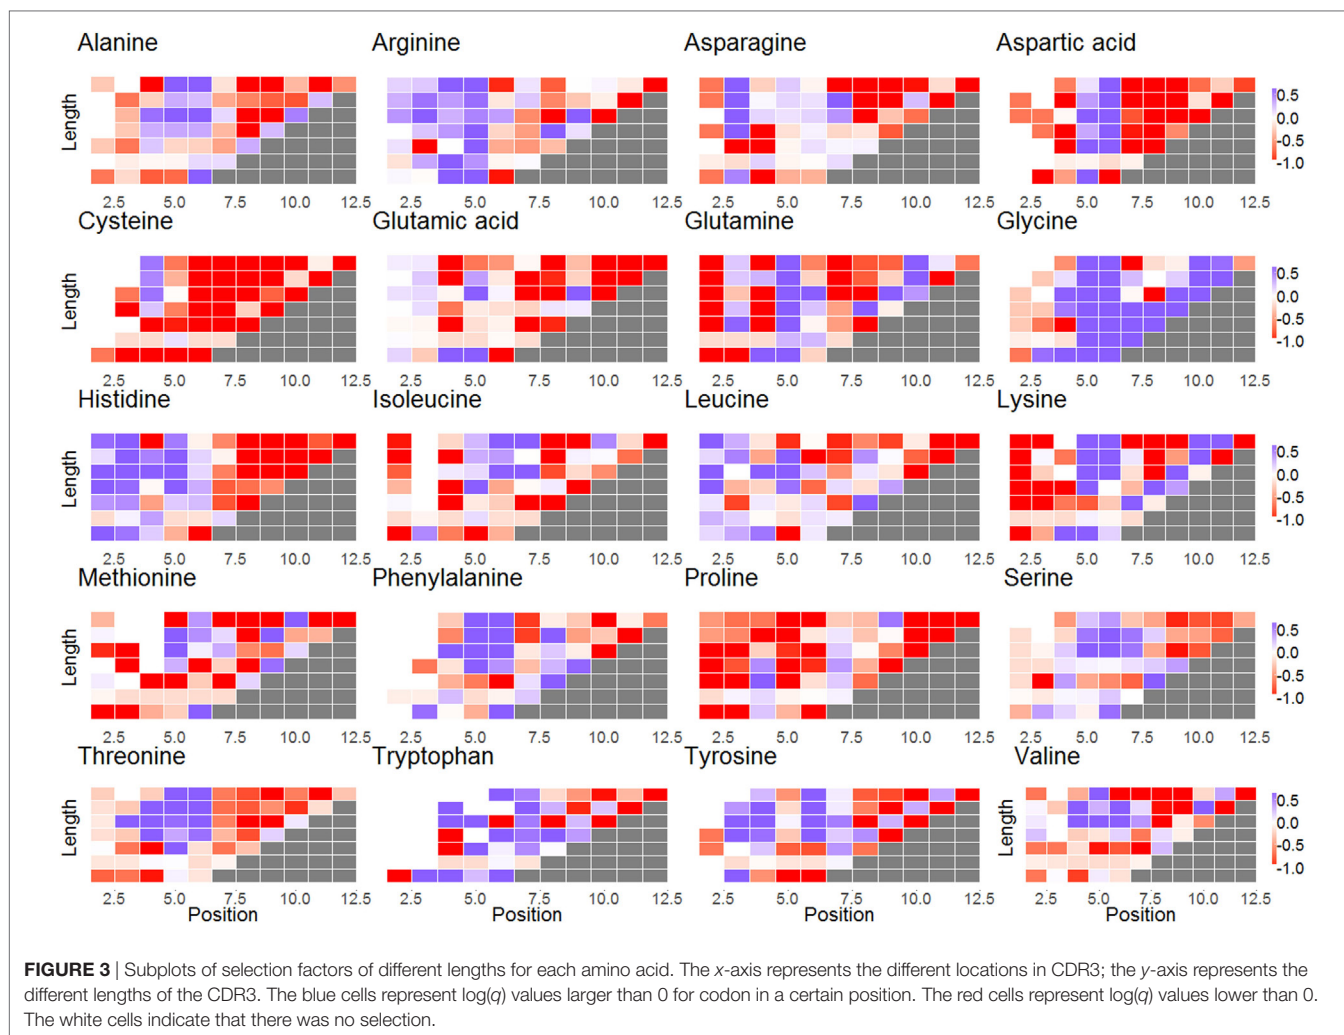 Alanine Arginine Asparagine Aspartic acid
Length
0.5
0.0
-0.5
-1.0
2.5 5.0 7.5 10.0 12.5 2.5 5.0 7.5 10.0 12.5 2.5 5.0 7.5 10.0 12.5 2.5 5.0 7.5 10.0 12.5
Cysteine Glutamic acid Glutamine Glycine
Length
0.5
0.0
-0.5
-1.0
2.5 5.0 7.5 10.0 12.5 2.5 5.0 7.5 10.0 12.5 2.5 5.0 7.5 10.0 12.5 2.5 5.0 7.5 10.0 12.5
Histidine Isoleucine Leucine Lysine
Length
0.5
0.0
-0.5
-1.0
2.5 5.0 7.5 10.0 12.5 2.5 5.0 7.5 10.0 12.5 2.5 5.0 7.5 10.0 12.5 2.5 5.0 7.5 10.0 12.5
Methionine Phenylalanine Proline Serine
Length
0.5
0.0
-0.5
-1.0
2.5 5.0 7.5 10.0 12.5 2.5 5.0 7.5 10.0 12.5 2.5 5.0 7.5 10.0 12.5 2.5 5.0 7.5 10.0 12.5
Threonine Tryptophan Tyrosine Valine
Length
Length
0.5
0.0
-0.5
-1.0
2.5 5.0 7.5 10.0 12.5 2.5 5.0 7.5 10.0 12.5 2.5 5.0 7.5 10.0 12.5 2.5 5.0 7.5 10.0 12.5
Position Position Position Position
FIGURE 3 | Subplots of selection factors of different lengths for each amino acid. The x-axis represents the different locations in CDR3; the y-axis represents the
different lengths of the CDR3. The blue cells represent log(q) values larger than 0 for codon in a certain position. The red cells represent log(q) values lower than 0.
The white cells indicate that there was no selection.